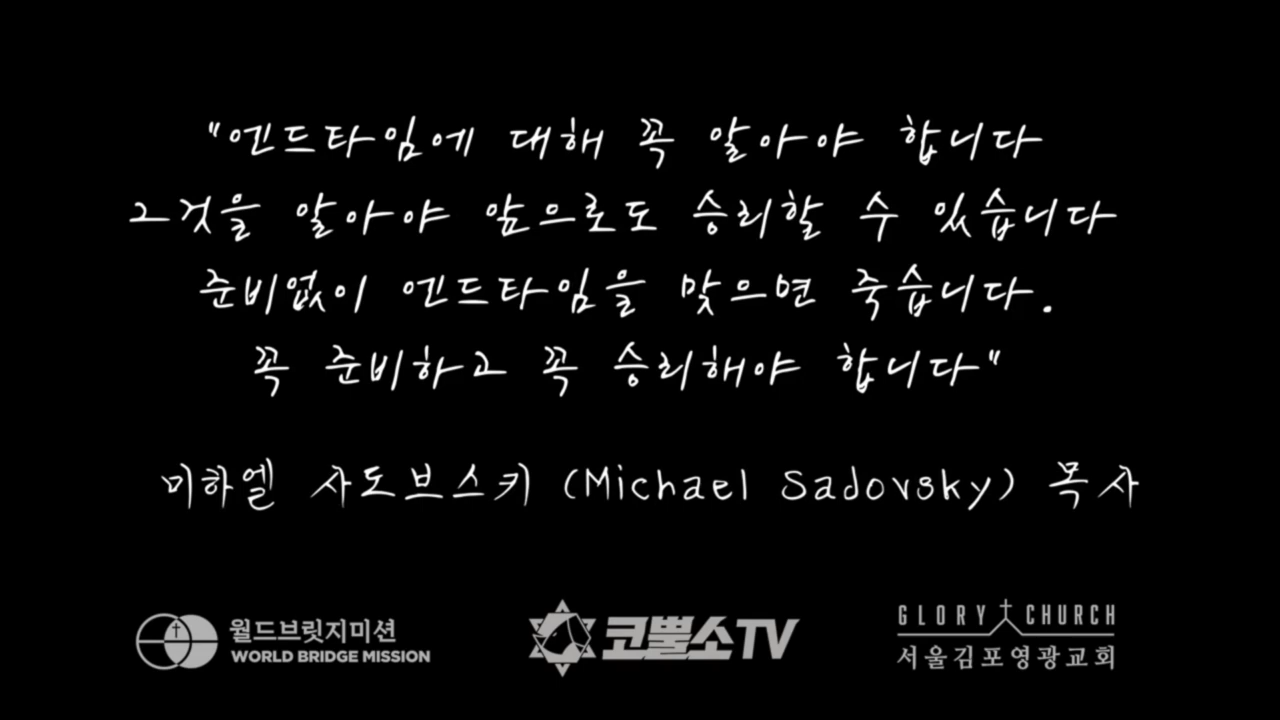 "엔드타임에 대해 꼭 알아야 합니다
그것을 알아야 앞으로도 승리할 수 있습니다
준비없이 엔드타임을 맞으면 죽습니다.
꼭 준비하고 꼭 승리해야 합니다"
미하엘 사도브스키 (Michael Sadovsky) 목사
월드브릿지미션
WORLD BRIDGE MISSION
코뿔소TV
GLORY CHURCH
서울김포영광교회